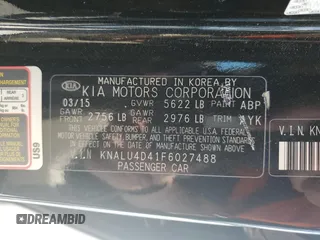 MANUFACTURED IN KOREA BY
KIA KIA MOTORS CORPORATION
03/15 GVWR 5622 LB PAINT ABP
GAWR FRONT 2756 LB GAWR REAR 2976 LB TRIM AYK
THIS VEHICLE CONFORMS TO ALL APPLICABLE U.S. FEDERAL
MOTOR VEHICLE SAFETY, BUMPER, AND THEFT PREVENTION
STANDARDS IN EFFECT ON THE DATE OF MANUFACTURE
SHOWN ABOVE.
V.I.N KNALU4D41F6027488
PASSENGER CAR
US9
V.I.N KN